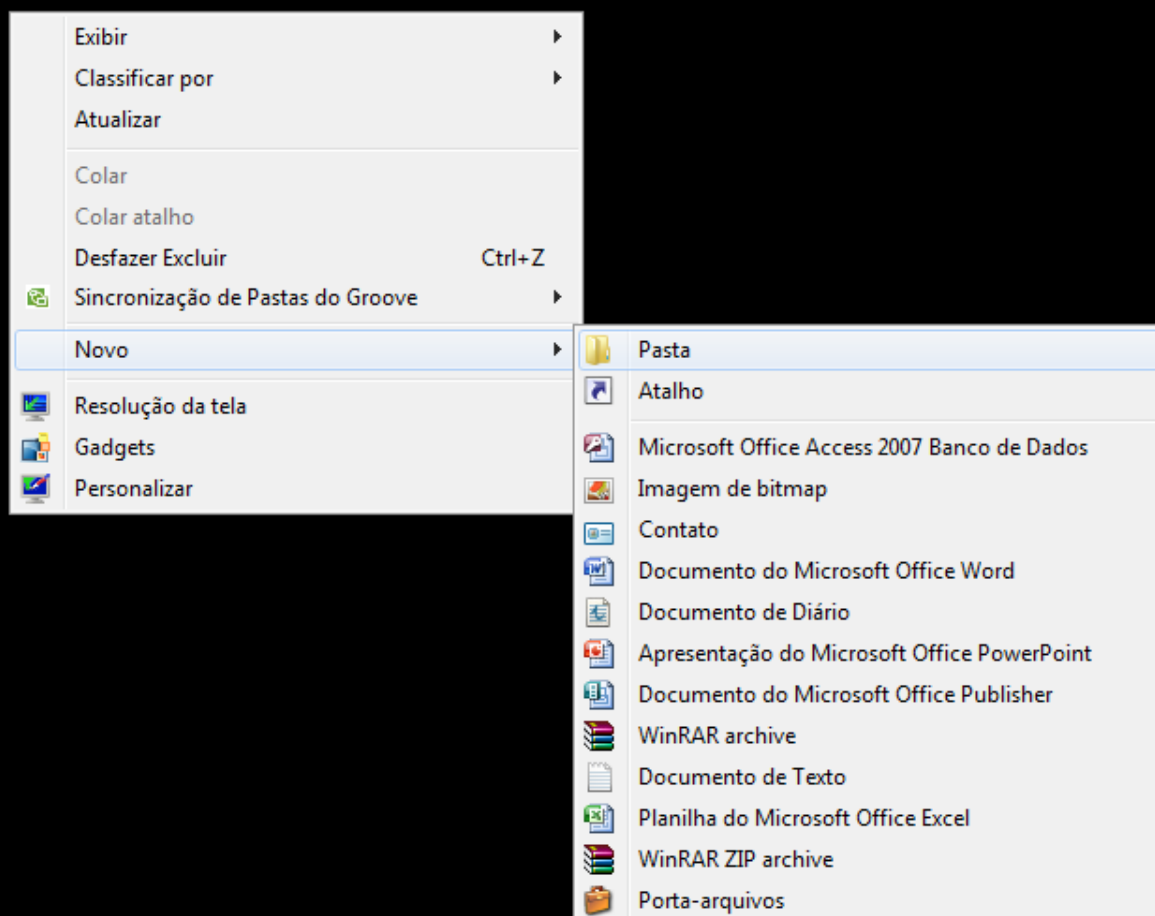 Exibir
Classificar por
Atualizar
Colar
Colar atalho
Desfazer Excluir Ctrl+Z
Sincronização de Pastas do Groove
Novo
Resolução da tela
Gadgets
Personalizar
Pasta
Atalho
Microsoft Office Access 2007 Banco de Dados
Imagem de bitmap
Contato
Documento do Microsoft Office Word
Documento de Diário
Apresentação do Microsoft Office PowerPoint
Documento do Microsoft Office Publisher
WinRAR archive
Documento de Texto
Planilha do Microsoft Office Excel
WinRAR ZIP archive
Porta-arquivos